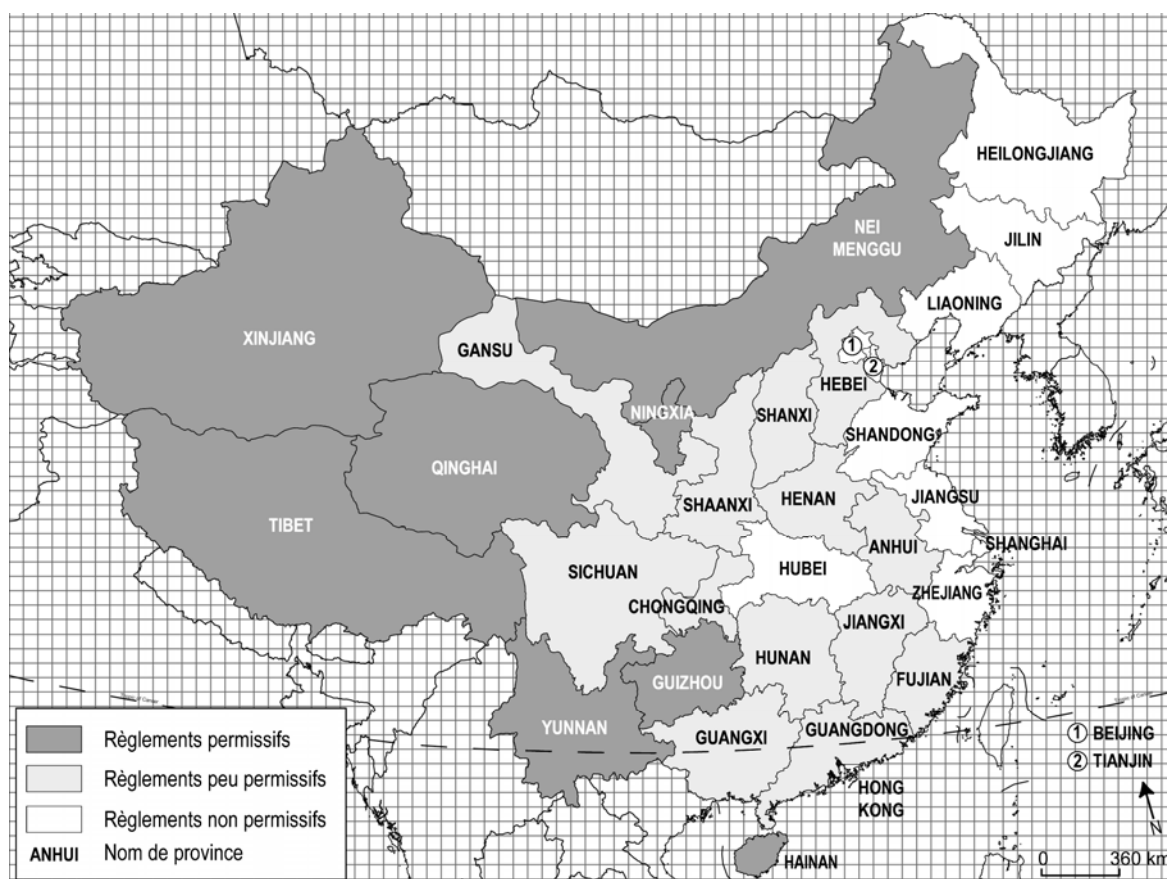 HEILONGJIANG
NEI
MENGGU
JILIN
LIAONING
XINJIANG
GANSU
1
2
HEBEI
NINGXIA
SHANXI
SHANDONG
QINGHAI
TIBET
SHAANXI
HENAN
JIANGSU
ANHUI
SHANGHAI
SICHUAN
HUBEI
ZHEJIANG
CHONGQING
JIANGXI
HUNAN
FUJIAN
GUIZHOU
YUNNAN
GUANGXI
GUANGDONG
HONG
KONG
HAINAN
Règlements permissifs
Règlements peu permissifs
Règlements non permissifs
ANHUI Nom de province
1 BEIJING
2 TIANJIN
N
0 360 km